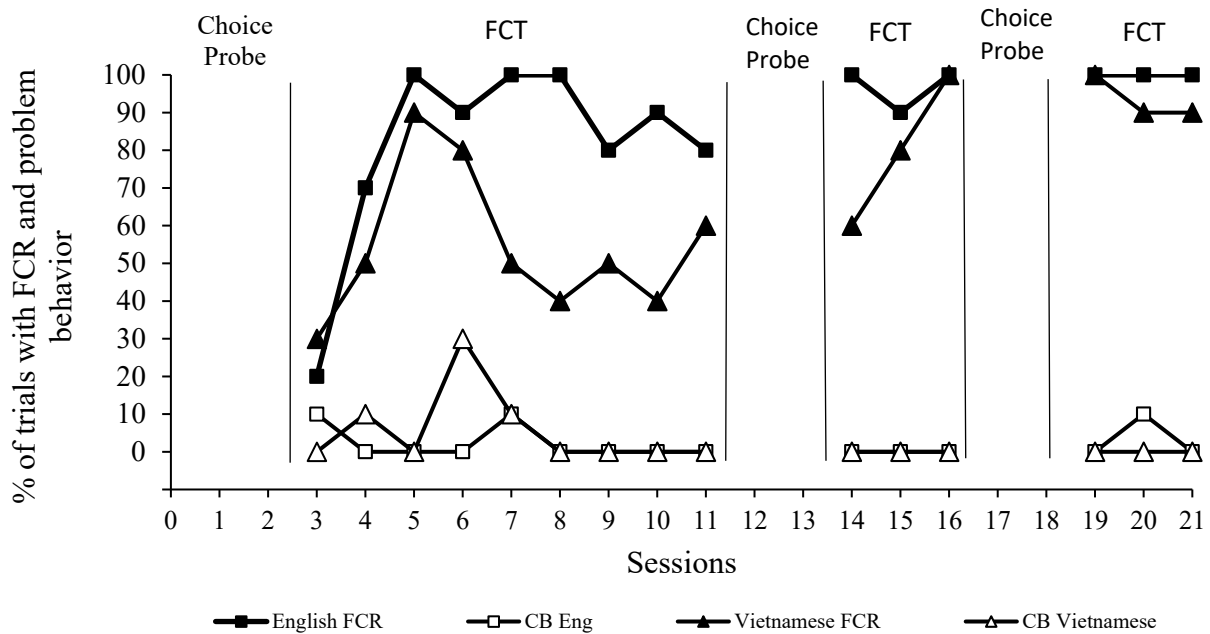 Choice
Probe
FCT
Choice
Probe
FCT
Choice
Probe
FCT
% of trials with FCR and problem
behavior
100
90
80
70
60
50
40
30
20
10
0
0 1 2 3 4 5 6 7 8 9 10 11 12 13 14 15 16 17 18 19 20 21
Sessions
English FCR CB Eng Vietnamese FCR CB Vietnamese